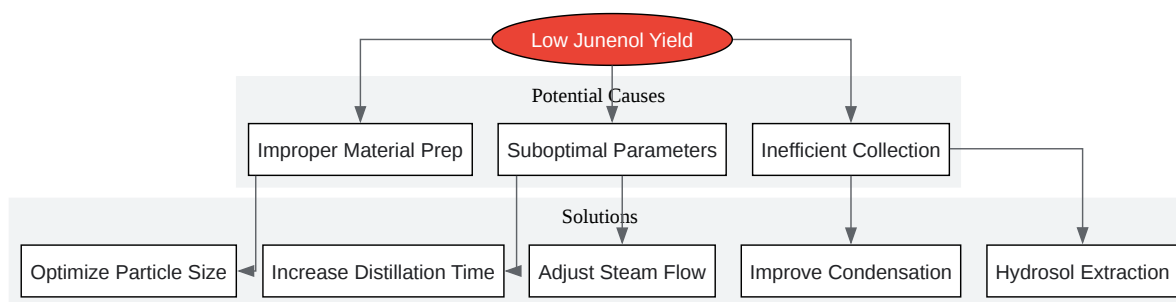 Low Junenol Yield
Potential Causes
Improper Material Prep
Suboptimal Parameters
Inefficient Collection
Solutions
Optimize Particle Size
Increase Distillation Time
Adjust Steam Flow
Improve Condensation
Hydrosol Extraction